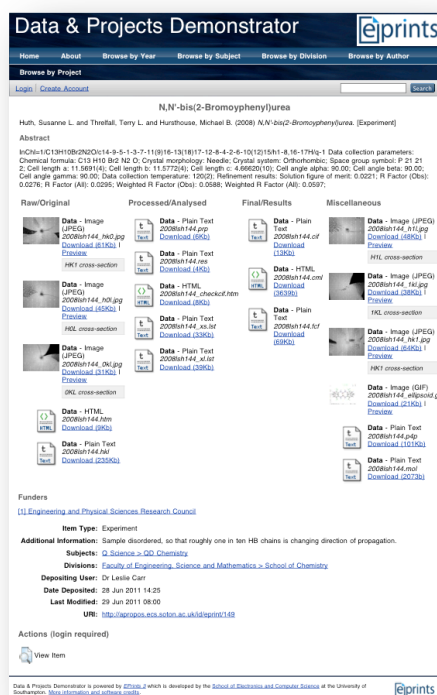 Data & Projects Demonstrator
eprints
Home About Browse by Year Browse by Subject Browse by Division Browse by Author
Browse by Project
Login | Create Account
Search
N,N'-bis(2-Bromoyphenyl)urea
Huth, Susanne L. and Threlfall, Terry L. and Hursthouse, Michael B. (2008) N,N'-bis(2-Bromoyphenyl)urea. [Experiment]
Abstract
InChI=1/C13H10Br2N2O/c14-9-5-1-3-7-11(9)16-13(18)17-12-8-4-2-6-10(12)15/h1-8,16-17H/q-1 Data collection parameters:
Chemical formula: C13 H10 Br2 N2 O; Crystal morphology: Needle; Crystal system: Orthorhombic; Space group symbol: P 21 21
2; Cell length a: 11.5691(4); Cell length b: 11.5772(4); Cell length c: 4.66620(10); Cell angle alpha: 90.00; Cell angle beta: 90.00;
Cell angle gamma: 90.00; Data collection temperature: 120(2); Refinement results: Solution figure of merit: 0.0221; R Factor (Obs):
0.0276; R Factor (All): 0.0295; Weighted R Factor (Obs): 0.0588; Weighted R Factor (All): 0.0597;
Raw/Original
Data - Image
(JPEG)
2008lsh144_hk0.jpg
Download (61Kb) |
Preview
HK1 cross-section
Data - Image
(JPEG)
2008lsh144_h0l.jpg
Download (45Kb) |
Preview
H0L cross-section
Data - Image
(JPEG)
2008lsh144_0kl.jpg
Download (31Kb) |
Preview
0KL cross-section
HTML
Data - HTML
2008lsh144.htm
Download (9Kb)
Text
Data - Plain Text
2008lsh144.hkl
Download (235Kb)
Processed/Analysed
Text
Data - Plain Text
2008lsh144.prp
Download (6Kb)
Text
Data - Plain Text
2008lsh144.res
Download (4Kb)
HTML
Data - HTML
2008lsh144_checkcif.htm
Download (8Kb)
Text
Data - Plain Text
2008lsh144_xs.lst
Download (33Kb)
Text
Data - Plain Text
2008lsh144_xl.lst
Download (39Kb)
Final/Results
Text
Data - Plain
Text
2008lsh144.cif
Download
(13Kb)
HTML
Data - HTML
2008lsh144.cml
Download
(3639b)
Text
Data - Plain
Text
2008lsh144.fcf
Download
(69Kb)
Miscellaneous
Data - Image (JPEG)
2008lsh144_h1l.jpg
Download (48Kb) |
Preview
H1L cross-section
Data - Image (JPEG)
2008lsh144_1kl.jpg
Download (38Kb) |
Preview
1KL cross-section
Data - Image (JPEG)
2008lsh144_hk1.jpg
Download (64Kb) |
Preview
HK1 cross-section
Data - Image (GIF)
2008lsh144_ellipsoid.g
Download (21Kb) |
Preview
Text
Data - Plain Text
2008lsh144.p4p
Download (101Kb)
Text
Data - Plain Text
2008lsh144.mol
Download (2073b)
Funders
[1] Engineering and Physical Sciences Research Council
Item Type: Experiment
Additional Information: Sample disordered, so that roughly one in ten HB chains is changing direction of propagation.
Subjects: Q Science > QD Chemistry
Divisions: Faculty of Engineering, Science and Mathematics > School of Chemistry
Depositing User: Dr Leslie Carr
Date Deposited: 28 Jun 2011 14:25
Last Modified: 29 Jun 2011 08:00
URI: http://apropos.ecs.soton.ac.uk/id/eprint/149
Actions (login required)
View Item
Data & Projects Demonstrator is powered by EPrints 3 which is developed by the School of Electronics and Computer Science at the University of
Southampton. More information and software credits.
eprints